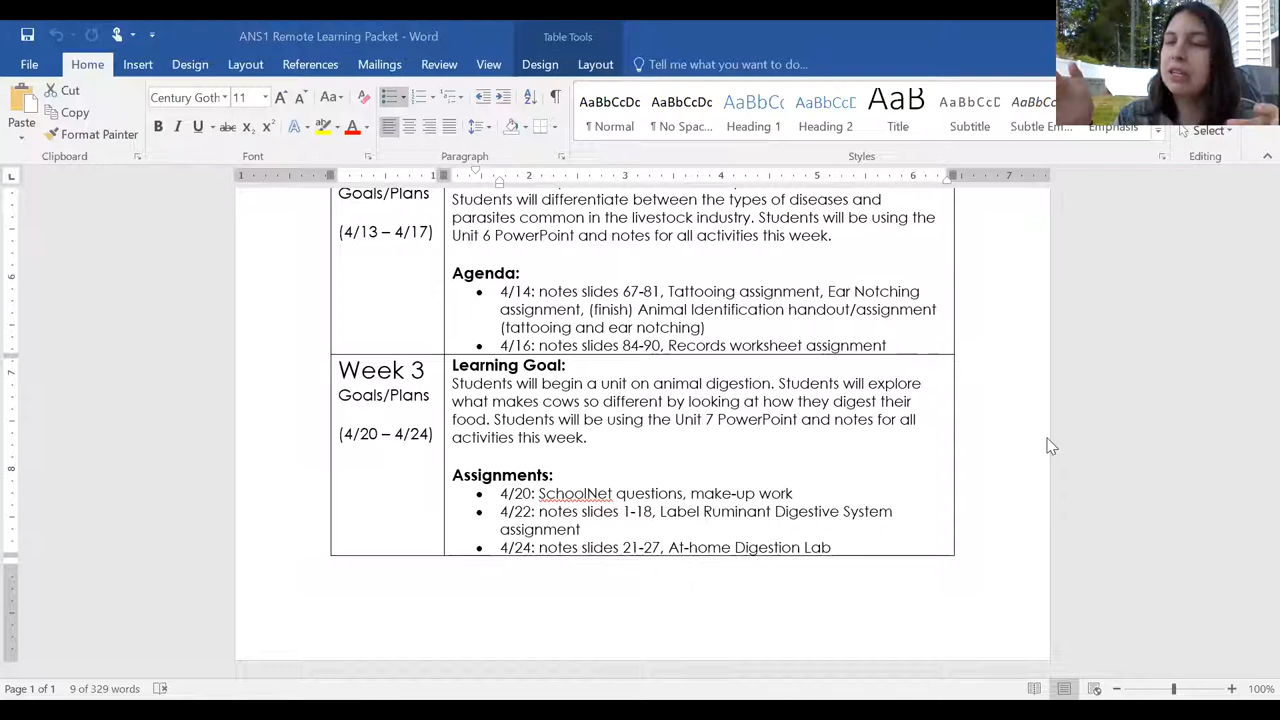 ANS1 Remote Learning Packet - Word
Table Tools
File
Home
Insert
Design
Layout
References
Mailings
Review
View
Design
Layout
Tell me what you want to do...
Paste
Cut
Copy
Format Painter
Clipboard
Century Goth
11
Font
Paragraph
AaBbCcDc
¶ Normal
AaBbCcDc
¶ No Spac...
AaBbCc
Heading 1
AaBbCcC
Heading 2
AaB
Title
AaBbCcD
Subtitle
AaBbCcD
Subtle Em...
Emphasis
Styles
Select
Editing
Goals/Plans
(4/13 – 4/17)
Students will differentiate between the types of diseases and
parasites common in the livestock industry. Students will be using the
Unit 6 PowerPoint and notes for all activities this week.
Agenda:
• 4/14: notes slides 67-81, Tattooing assignment, Ear Notching
assignment, (finish) Animal Identification handout/assignment
(tattooing and ear notching)
• 4/16: notes slides 84-90, Records worksheet assignment
Week 3
Goals/Plans
(4/20 – 4/24)
Learning Goal:
Students will begin a unit on animal digestion. Students will explore
what makes cows so different by looking at how they digest their
food. Students will be using the Unit 7 PowerPoint and notes for all
activities this week.
Assignments:
• 4/20: SchoolNet questions, make-up work
• 4/22: notes slides 1-18, Label Ruminant Digestive System
assignment
• 4/24: notes slides 21-27, At-home Digestion Lab
Page 1 of 1
9 of 329 words
100%